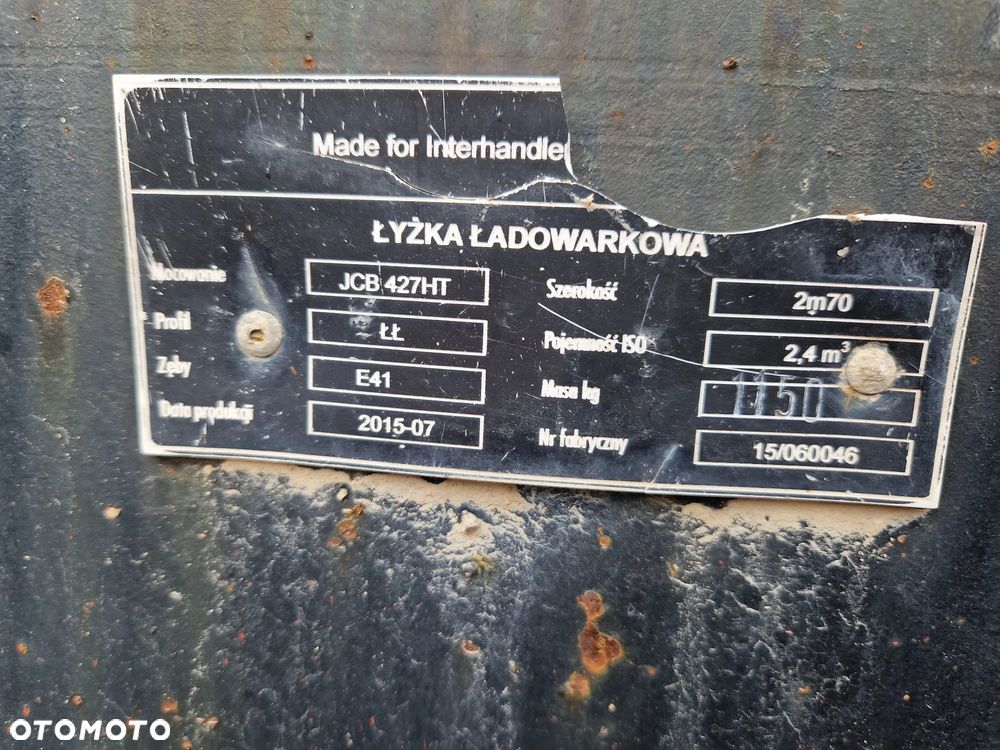 Made for Interhandle
ŁYŻKA ŁADOWARKOWA
Mocowanie JCB 427HT Szerokość 2m70
Profil ŁŁ Pojemność ISO 2,4 m³
Zęby E41 Masa kg 1150
Data produkcji 2015-07 Nr fabryczny 15/060046
OTOMOTO